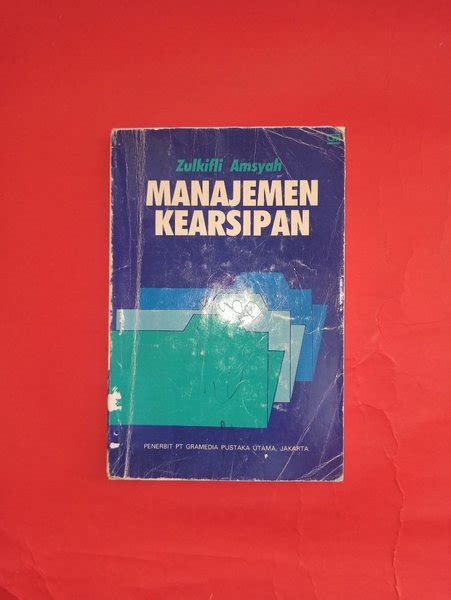 Zulkifli Amsyah
MANAJEMEN
KEARSIPAN
PENERBIT PT GRAMEDIA PUSTAKA UTAMA, JAKARTA